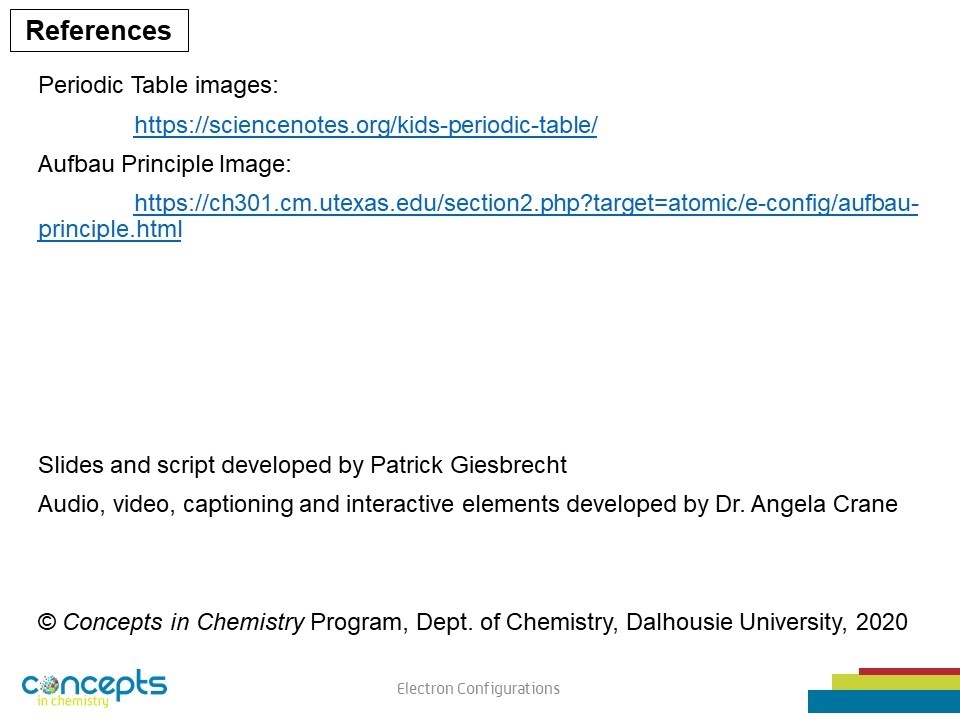 References
Periodic Table images:
https://sciencenotes.org/kids-periodic-table/
Aufbau Principle Image:
https://ch301.cm.utexas.edu/section2.php?target=atomic/e-config/aufbau-
principle.html
Slides and script developed by Patrick Giesbrecht
Audio, video, captioning and interactive elements developed by Dr. Angela Crane
© Concepts in Chemistry Program, Dept. of Chemistry, Dalhousie University, 2020
concepts
in chemistry
Electron Configurations